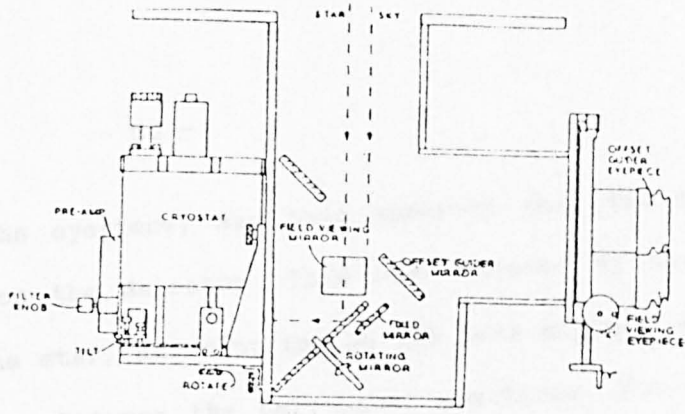 STAR
SKY
OFFSET
GUIDER
EYEPIECE
PRE-AMP
CRYOSTAT
FIELD VIEWING
MIRROR
OFFSET GUIDER
MIRROR
FILTER
KNOB
FIXED
MIRROR
FIELD
VIEWING
EYEPIECE
TILT
ROTATING
MIRROR
ROTATE